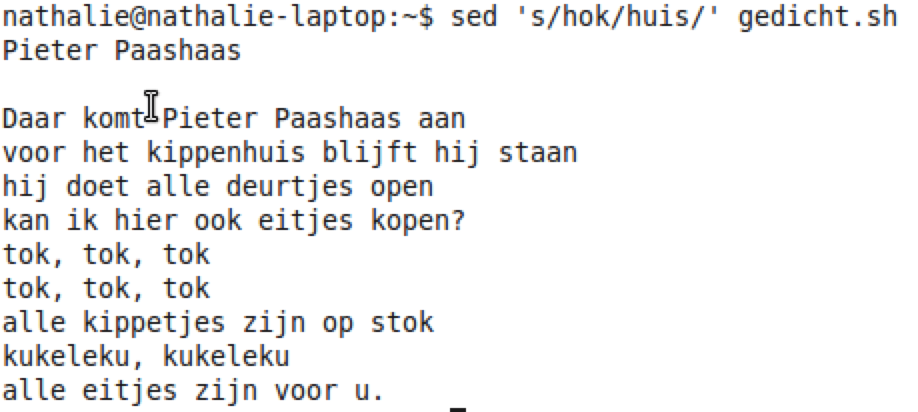 nathalie@nathalie-laptop:~$ sed 's/hok/huis/' gedicht.sh
Pieter Paashaas
Daar komt Pieter Paashaas aan
voor het kippenhuis blijft hij staan
hij doet alle deurtjes open
kan ik hier ook eitjes kopen?
tok, tok, tok
tok, tok, tok
alle kippetjes zijn op stok
kukeleku, kukeleku
alle eitjes zijn voor u.